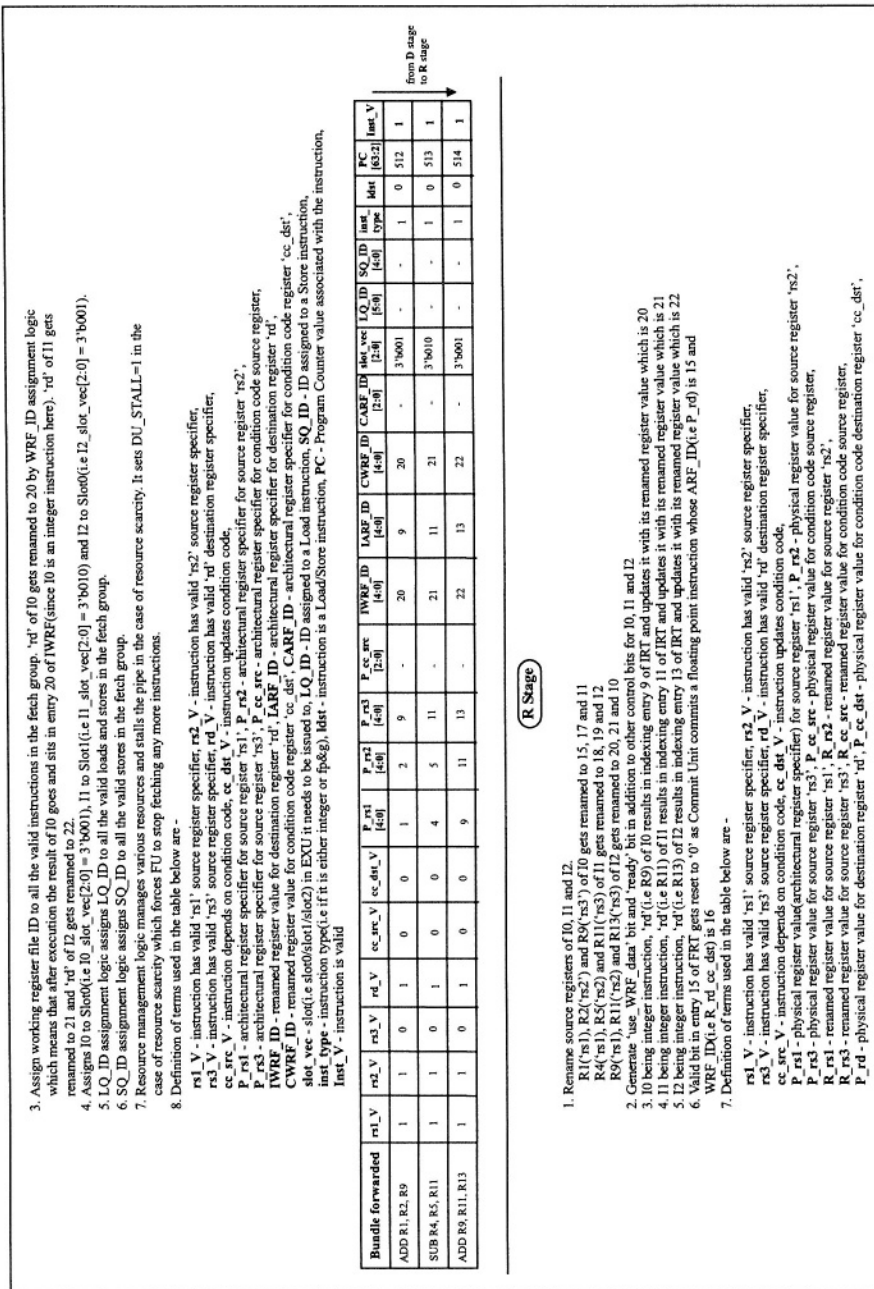 3. Assign working register file ID to all the valid instructions in the fetch group. 'rd' of I0 gets renamed to 20 by WRF_ID assignment logic
which means that after execution the result of I0 goes and sits in entry 20 of IWRF(since I0 is an integer instruction here). 'rd' of I1 gets
renamed to 21 and 'rd' of I2 gets renamed to 22.
4. Assigns I0 to Slot0(i.e I0_slot_vec[2:0] = 3'b001), I1 to Slot1(i.e I1_slot_vec[2:0] = 3'b010) and I2 to Slot0(i.e I2_slot_vec[2:0] = 3'b001).
5. LQ_ID assignment logic assigns LQ_ID to all the valid loads and stores in the fetch group.
6. SQ_ID assignment logic assigns SQ_ID to all the valid stores in the fetch group.
7. Resource management logic manages various resources and stalls the pipe in the case of resource scarcity. It sets DU_STALL=1 in the
case of resource scarcity which forces FU to stop fetching any more instructions.
8. Definition of terms used in the table below are -
rs1_V - instruction has valid 'rs1' source register specifier, rs2_V - instruction has valid 'rs2' source register specifier,
rs3_V - instruction has valid 'rs3' source register specifier, rd_V - instruction has valid 'rd' destination register specifier,
cc_src_V - instruction depends on condition code, cc_dst_V - instruction updates condition code,
P_rs1 - architectural register specifier for source register 'rs1', P_rs2 - architectural register specifier for source register 'rs2',
P_rs3 - architectural register specifier for source register 'rs3', P_cc_src - architectural register specifier for condition code source register,
IWRF_ID - renamed register value for destination register 'rd', IARF_ID - architectural register specifier for destination register 'rd',
CWRF_ID - renamed register value for condition code register 'cc_dst', CARF_ID - architectural register specifier for condition code register 'cc_dst',
slot_vec - slot(i.e slot0/slot1/slot2) in EXU it needs to be issued to, LQ_ID - ID assigned to a Load instruction, SQ_ID - ID assigned to a Store instruction,
inst_type - instruction type(i.e if it is either integer or fp&g), ldst - instruction is a Load/Store instruction, PC - Program Counter value associated with the instruction,
Inst_V - instruction is valid
Bundle forwarded rs1_V rs2_V rs3_V rd_V cc_src_V cc_dst_V P_rs1 [4:0] P_rs2 [4:0] P_rs3 [4:0] P_cc_src [2:0] IWRF_ID [4:0] IARF_ID [4:0] CWRF_ID [4:0] CARF_ID [2:0] slot_vec [2:0] LQ_ID [5:0] SQ_ID [4:0] inst_type ldst PC [63:2] Inst_V
ADD R1, R2, R9 1 1 0 1 0 0 1 2 9 - 20 9 20 - 3'b001 - - 1 0 512 1
SUB R4, R5, R11 1 1 0 1 0 0 4 5 11 - 21 11 21 - 3'b010 - - 1 0 513 1
ADD R9, R11, R13 1 1 0 1 0 0 9 11 13 - 22 13 22 - 3'b001 - - 1 0 514 1
from D stage
to R stage
R Stage
1. Rename source registers of I0, I1 and I2.
R1('rs1), R2('rs2') and R9('rs3') of I0 gets renamed to 15, 17 and 11
R4('rs1), R5('rs2) and R11('rs3) of I1 gets renamed to 18, 19 and 12
R9('rs1), R11('rs2) and R13('rs3) of I2 gets renamed to 20, 21 and 10
2. Generate 'use_WRF_data' bit and 'ready' bit in addition to other control bits for I0, I1 and I2
3. I0 being integer instruction, 'rd'(i.e R9) of I0 results in indexing entry 9 of IRT and updates it with its renamed register value which is 20
4. I1 being integer instruction, 'rd'(i.e R11) of I1 results in indexing entry 11 of IRT and updates it with its renamed register value which is 21
5. I2 being integer instruction, 'rd'(i.e R13) of I2 results in indexing entry 13 of IRT and updates it with its renamed register value which is 22
6. Valid bit in entry 15 of FRT gets reset to '0' as Commit Unit commits a floating point instruction whose ARF_ID(i.e P_rd) is 15 and
WRF_ID(i.e R_rd_cc_dst) is 16
7. Definition of terms used in the table below are -
rs1_V - instruction has valid 'rs1' source register specifier, rs2_V - instruction has valid 'rs2' source register specifier,
rs3_V - instruction has valid 'rs3' source register specifier, rd_V - instruction has valid 'rd' destination register specifier,
cc_src_V - instruction depends on condition code, cc_dst_V - instruction updates condition code,
P_rs1 - physical register value(architectural register specifier) for source register 'rs1', P_rs2 - physical register value for source register 'rs2',
P_rs3 - physical register value for source register 'rs3', P_cc_src - physical register value for condition code source register,
R_rs1 - renamed register value for source register 'rs1', R_rs2 - renamed register value for source register 'rs2',
R_rs3 - renamed register value for source register 'rs3', R_cc_src - renamed register value for condition code source register,
P_rd - physical register value for destination register 'rd', P_cc_dst - physical register value for condition code destination register 'cc_dst',